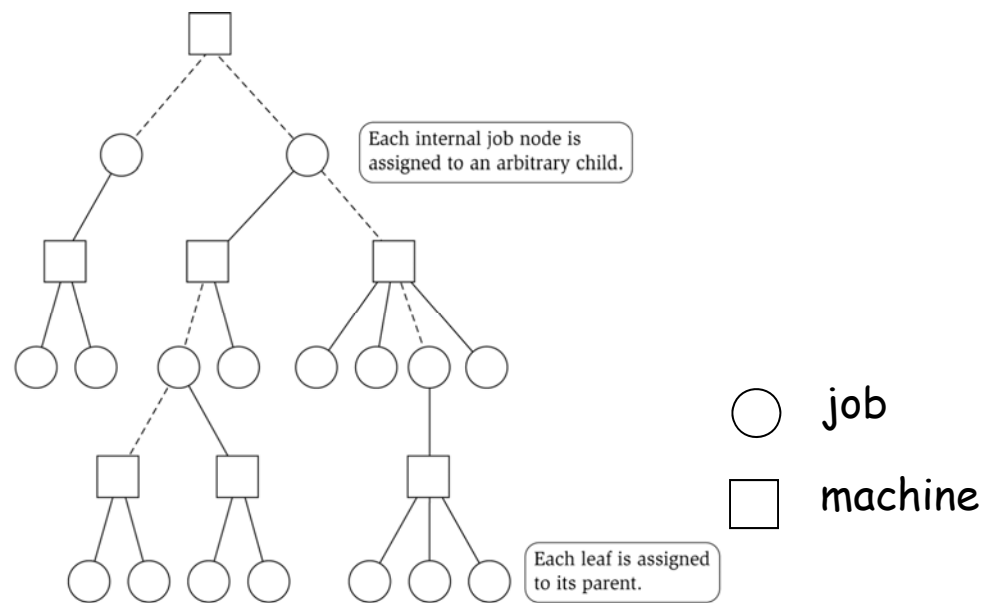 Each internal job node is
assigned to an arbitrary child.
job
machine
Each leaf is assigned
to its parent.